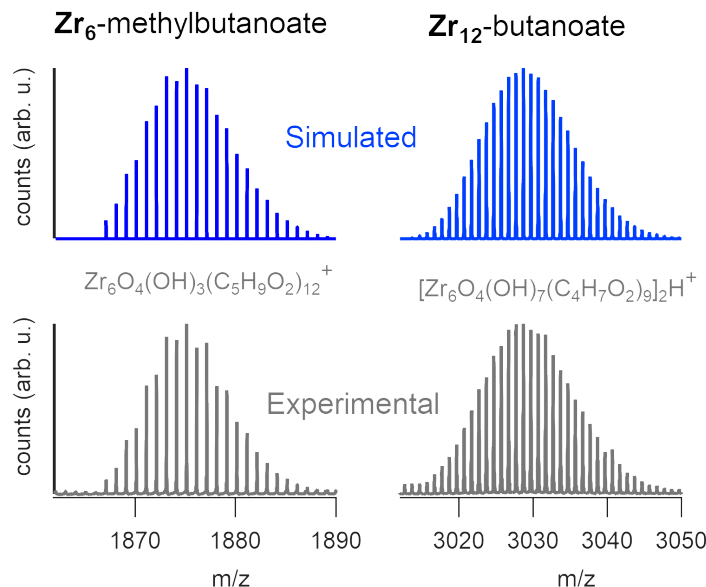 Zr₆-methylbutanoate
Zr₁₂-butanoate
counts (arb. u.)
Simulated
Zr₆O₄(OH)₃(C₅H₉O₂)₁₂⁺
[Zr₆O₄(OH)₇(C₄H₇O₂)₉]₂H⁺
counts (arb. u.)
Experimental
1870 1880 1890
3020 3030 3040 3050
m/z
m/z